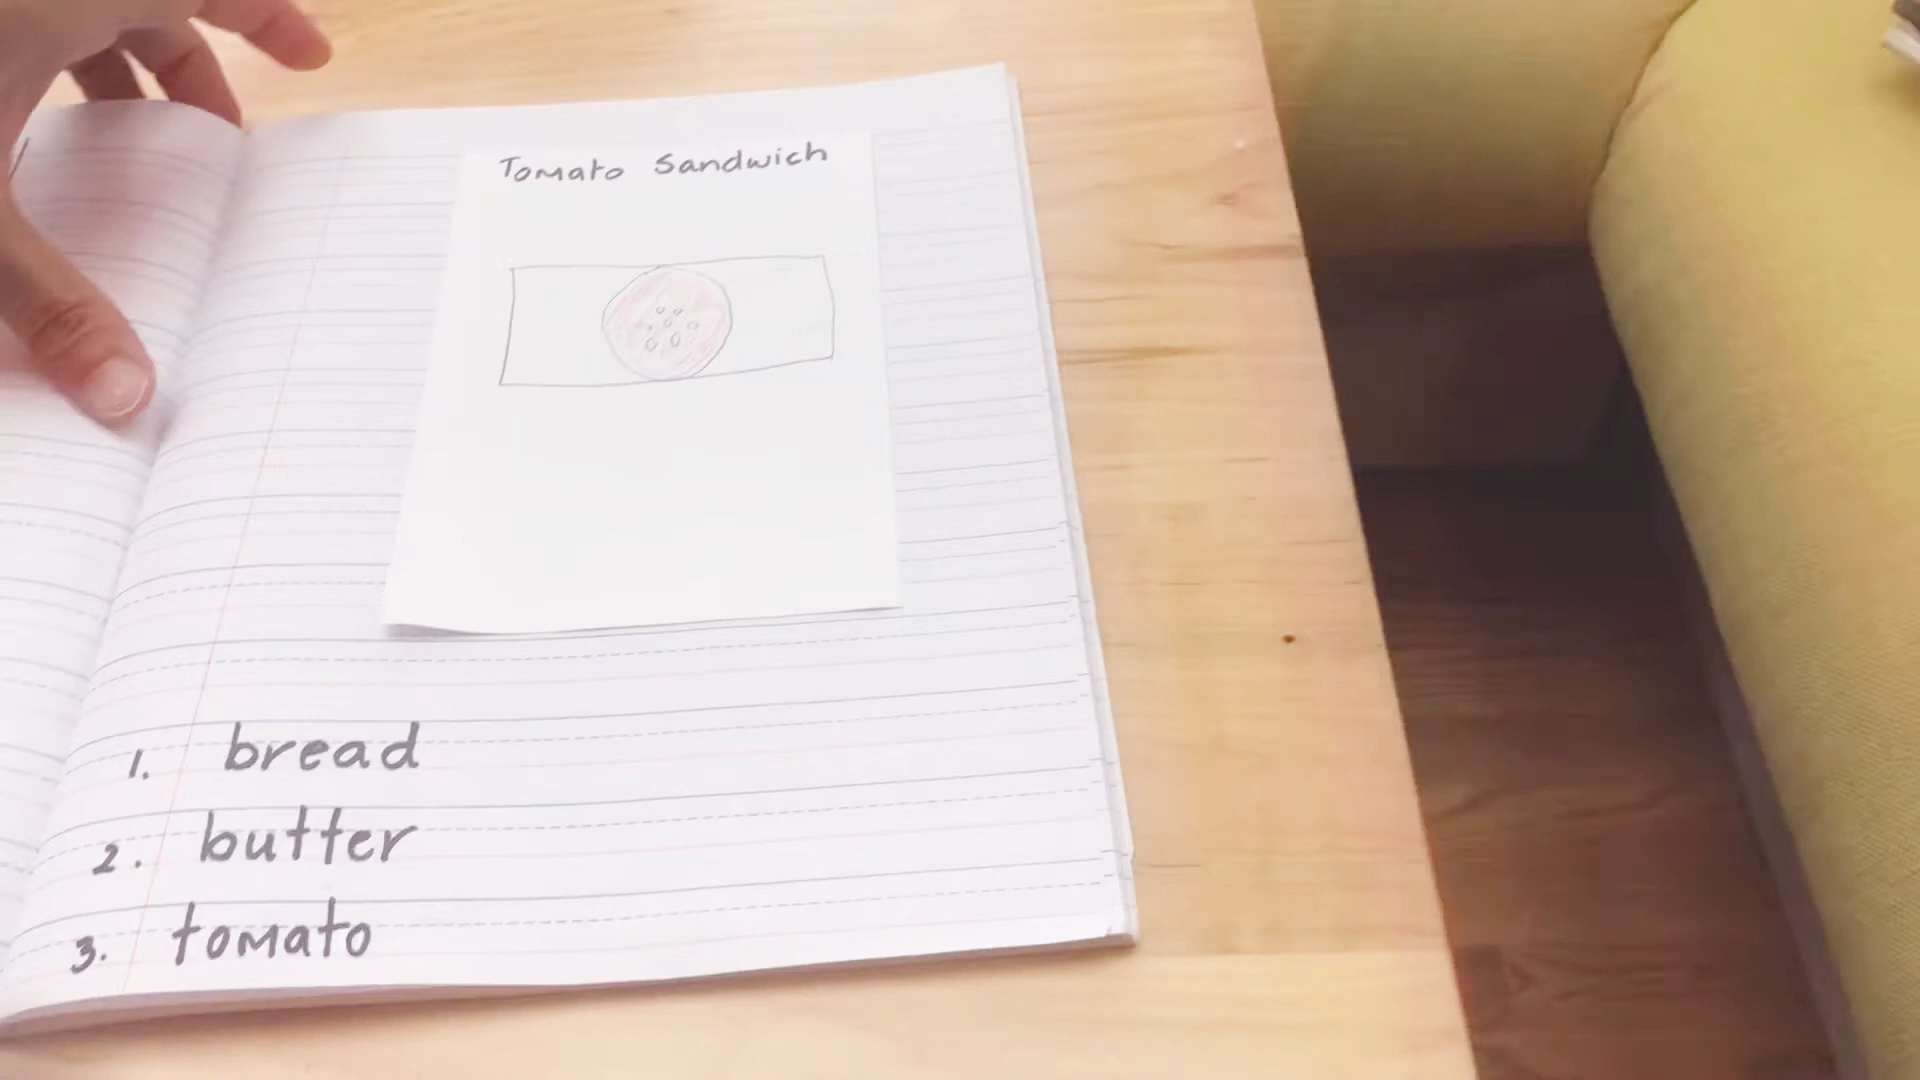 Tomato Sandwich
1. bread
2. butter
3. tomato